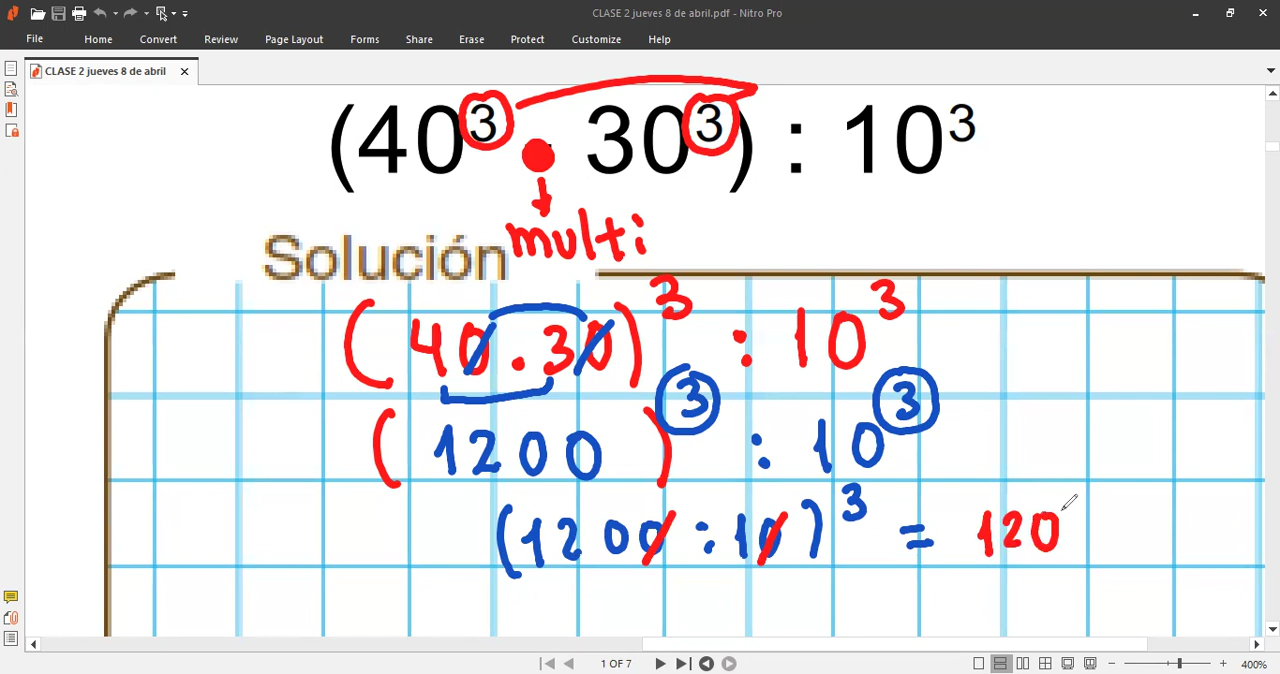 CLASE 2 jueves 8 de abril.pdf - Nitro Pro
File Home Convert Review Page Layout Forms Share Erase Protect Customize Help
CLASE 2 jueves 8 de abril
(40³ · 30³) : 10³
multi
Solución
(40 . 30)³ : 10³
(1200)³ : 10³
(1200 : 10)³ = 120
1 OF 7
400%